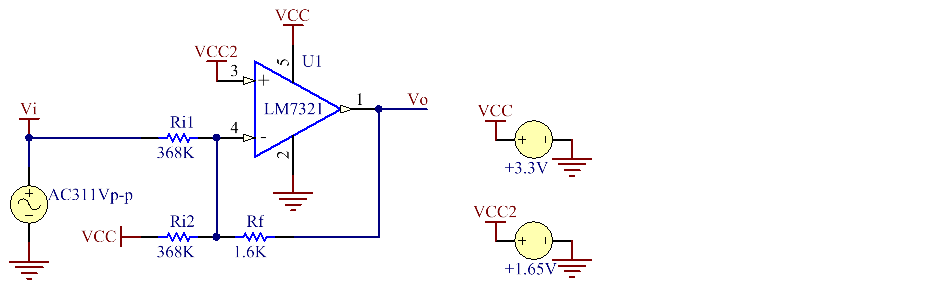 VCC
VCC2
U1
5
3
+
LM7321
1
Vo
Vi
Ri1
4
-
368K
2
AC311Vp-p
VCC
Ri2
368K
Rf
1.6K
VCC
+3.3V
VCC2
+1.65V